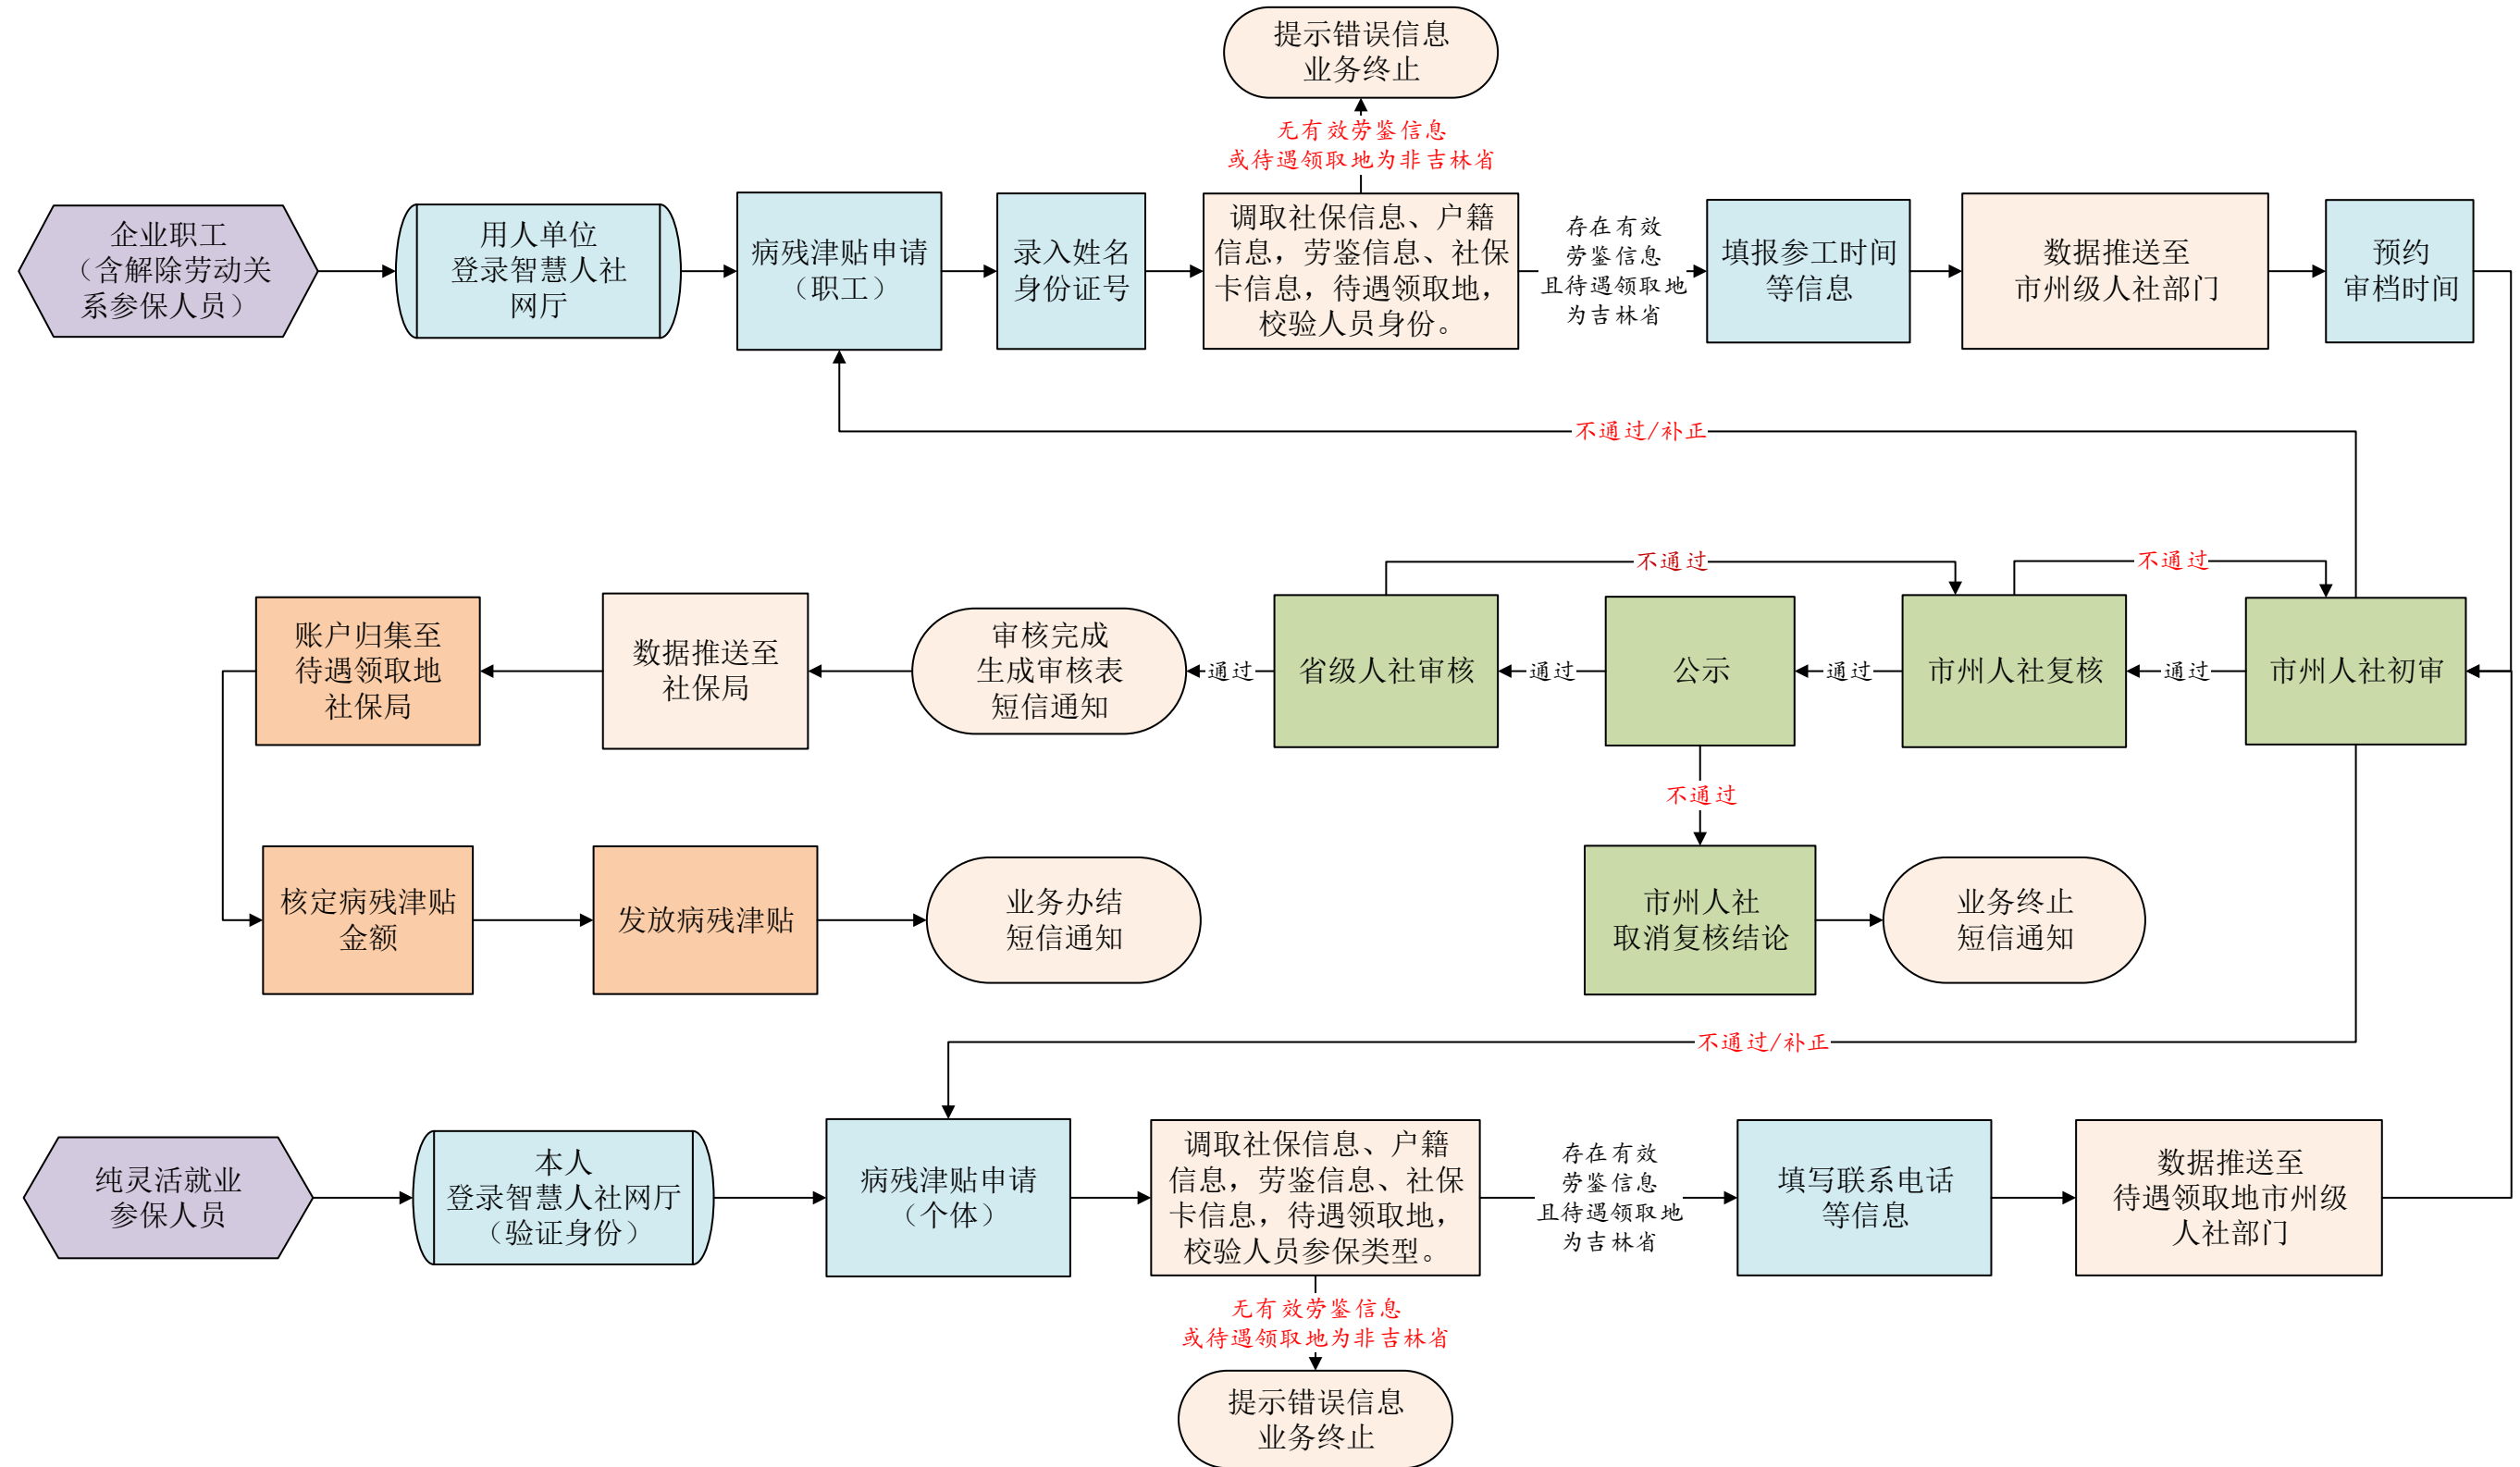 提示错误信息
业务终止
无有效劳鉴信息
或待遇领取地为非吉林省
企业职工
（含解除劳动关
系参保人员）
用人单位
登录智慧人社
网厅
病残津贴申请
（职工）
录入姓名
身份证号
调取社保信息、户籍
信息，劳鉴信息、社保
卡信息，待遇领取地，
校验人员身份。
存在有效
劳鉴信息
且待遇领取地
为吉林省
填报参工时间
等信息
数据推送至
市州级人社部门
预约
审档时间
不通过/补正
不通过
不通过
账户归集至
待遇领取地
社保局
数据推送至
社保局
审核完成
生成审核表
短信通知
通过
省级人社审核
通过
公示
通过
市州人社复核
通过
市州人社初审
不通过
核定病残津贴
金额
发放病残津贴
业务办结
短信通知
市州人社
取消复核结论
业务终止
短信通知
不通过/补正
纯灵活就业
参保人员
本人
登录智慧人社网厅
（验证身份）
病残津贴申请
（个体）
调取社保信息、户籍
信息，劳鉴信息、社保
卡信息，待遇领取地，
校验人员参保类型。
存在有效
劳鉴信息
且待遇领取地
为吉林省
填写联系电话
等信息
数据推送至
待遇领取地市州级
人社部门
无有效劳鉴信息
或待遇领取地为非吉林省
提示错误信息
业务终止